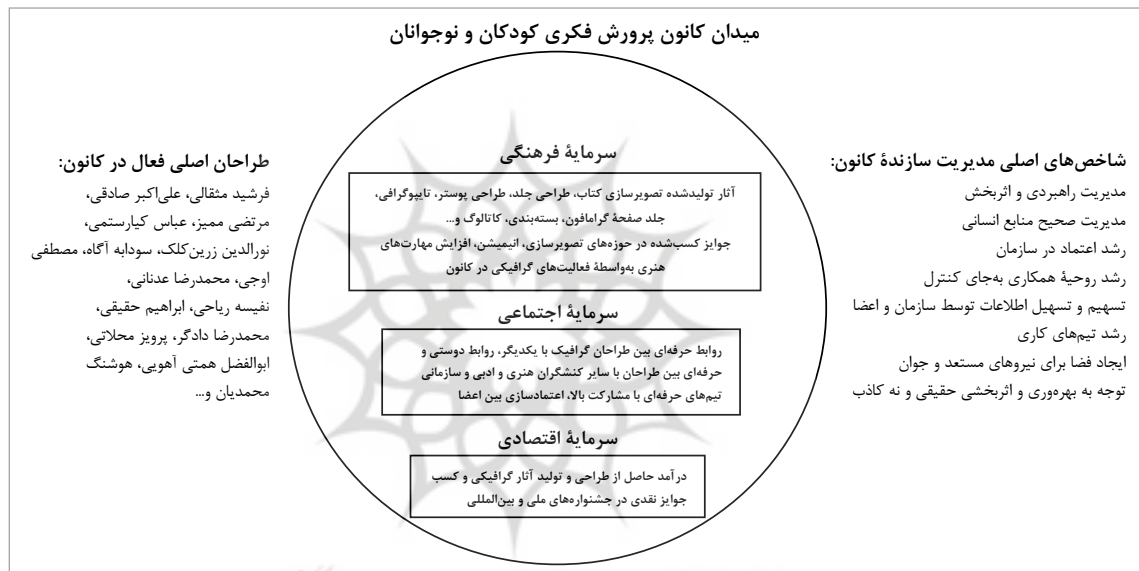 میدان کانون پرورش فکری کودکان و نوجوانان
شاخص‌های اصلی مدیریت سازندهٔ کانون:
مدیریت راهبردی و اثربخش
مدیریت صحیح منابع انسانی
رشد اعتماد در سازمان
رشد روحیهٔ همکاری به‌جای کنترل
تسهیم و تسهیل اطلاعات توسط سازمان و اعضا
رشد تیم‌های کاری
ایجاد فضا برای نیروهای مستعد و جوان
توجه به بهره‌وری و اثربخشی حقیقی و نه کاذب
سرمایهٔ فرهنگی
آثار تولیدشده تصویرسازی کتاب، طراحی جلد، طراحی پوستر، تایپوگرافی،
جلد صفحهٔ گرامافون، بسته‌بندی، کاتالوگ و...
جوایز کسب‌شده در حوزه‌های تصویرسازی، انیمیشن، افزایش مهارت‌های
هنری به‌واسطهٔ فعالیت‌های گرافیکی در کانون
سرمایهٔ اجتماعی
روابط حرفه‌ای بین طراحان گرافیک با یکدیگر، روابط دوستی و
حرفه‌ای بین طراحان با سایر کنشگران هنری و ادبی و سازمانی
تیم‌های حرفه‌ای با مشارکت بالا، اعتمادسازی بین اعضا
سرمایهٔ اقتصادی
درآمد حاصل از طراحی و تولید آثار گرافیکی و کسب
جوایز نقدی در جشنواره‌های ملی و بین‌المللی
طراحان اصلی فعال در کانون:
فرشید مثقالی، علی‌اکبر صادقی،
مرتضی ممیز، عباس کیارستمی،
نورالدین زرین‌کلک، سودابه آگاه، مصطفی
اوجی، محمدرضا عدنانی،
نفیسه ریاحی، ابراهیم حقیقی،
محمدرضا دادگر، پرویز محلاتی،
ابوالفضل همتی آهویی، هوشنگ
محمدیان و...